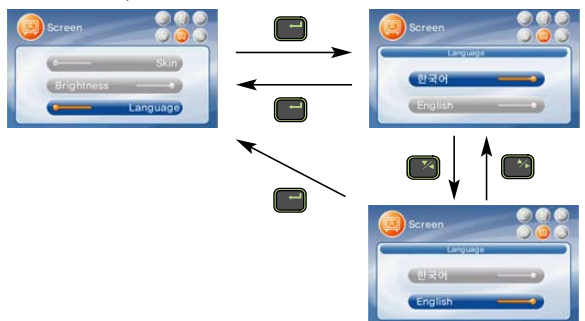 Screen
Skin
Brightness
Language
Screen
Language
한국어
English
Screen
Language
한국어
English